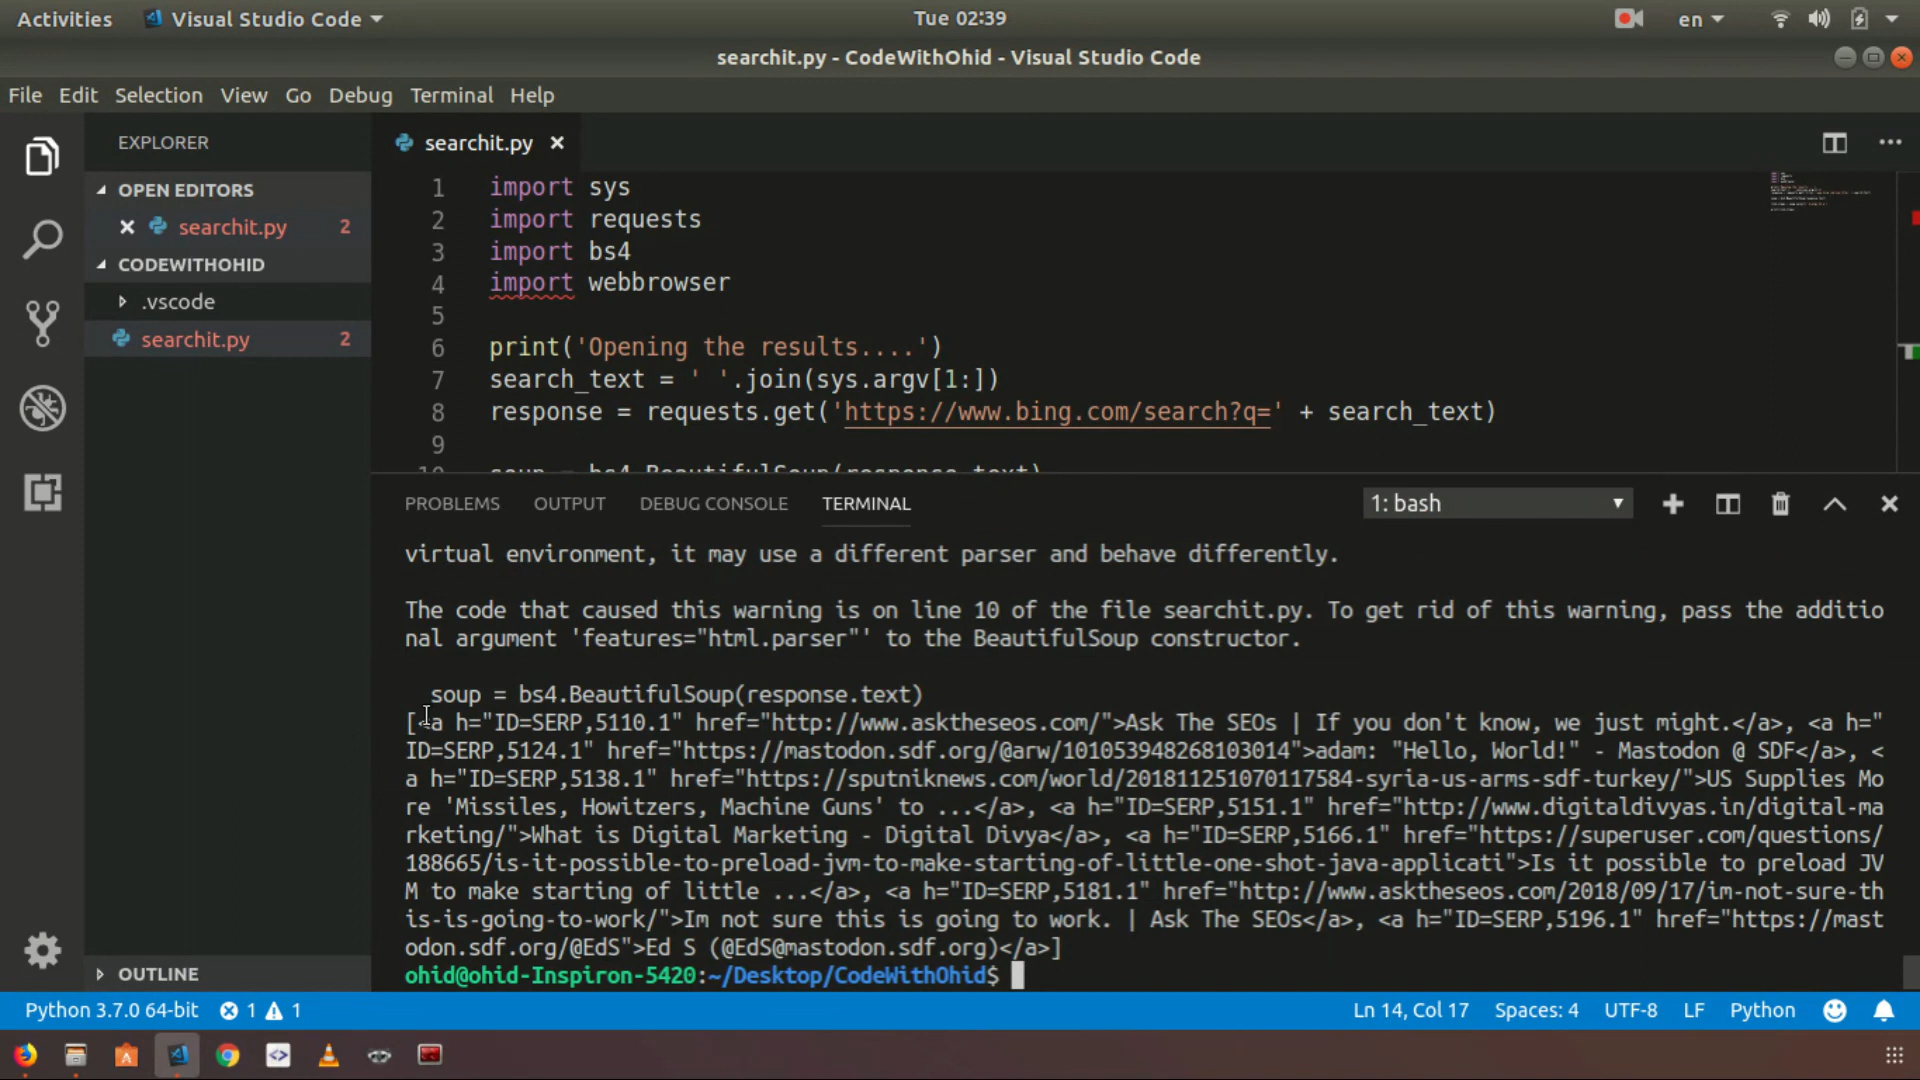 Activities
Visual Studio Code
Tue 02:39
en
searchit.py - CodeWithOhid - Visual Studio Code
File Edit Selection View Go Debug Terminal Help
EXPLORER
OPEN EDITORS
searchit.py 2
CODEWITHOHID
.vscode
searchit.py 2
OUTLINE
searchit.py
1 import sys
2 import requests
3 import bs4
4 import webbrowser
5
6 print('Opening the results....')
7 search_text = ' '.join(sys.argv[1:])
8 response = requests.get('https://www.bing.com/search?q=' + search_text)
9
10 soup = bs4.BeautifulSoup(response.text)
PROBLEMS OUTPUT DEBUG CONSOLE TERMINAL
1: bash
virtual environment, it may use a different parser and behave differently.
The code that caused this warning is on line 10 of the file searchit.py. To get rid of this warning, pass the additio
nal argument 'features="html.parser"' to the BeautifulSoup constructor.
soup = bs4.BeautifulSoup(response.text)
[<a h="ID=SERP,5110.1" href="http://www.asktheseos.com/">Ask The SEOs | If you don't know, we just might.</a>, <a h="
ID=SERP,5124.1" href="https://mastodon.sdf.org/@arw/101053948268103014">adam: "Hello, World!" - Mastodon @ SDF</a>, <
a h="ID=SERP,5138.1" href="https://sputniknews.com/world/201811251070117584-syria-us-arms-sdf-turkey/">US Supplies Mo
re 'Missiles, Howitzers, Machine Guns' to ...</a>, <a h="ID=SERP,5151.1" href="http://www.digitaldivyas.in/digital-ma
rketing/">What is Digital Marketing - Digital Divya</a>, <a h="ID=SERP,5166.1" href="https://superuser.com/questions/
188665/is-it-possible-to-preload-jvm-to-make-starting-of-little-one-shot-java-applicati">Is it possible to preload JV
M to make starting of little ...</a>, <a h="ID=SERP,5181.1" href="http://www.asktheseos.com/2018/09/17/im-not-sure-th
is-is-going-to-work/">Im not sure this is going to work. | Ask The SEOs</a>, <a h="ID=SERP,5196.1" href="https://mast
odon.sdf.org/@EdS">Ed S (@EdS@mastodon.sdf.org)</a>]
ohid@ohid-Inspiron-5420:~/Desktop/CodeWithOhid$
Python 3.7.0 64-bit 1 1
Ln 14, Col 17 Spaces: 4 UTF-8 LF Python